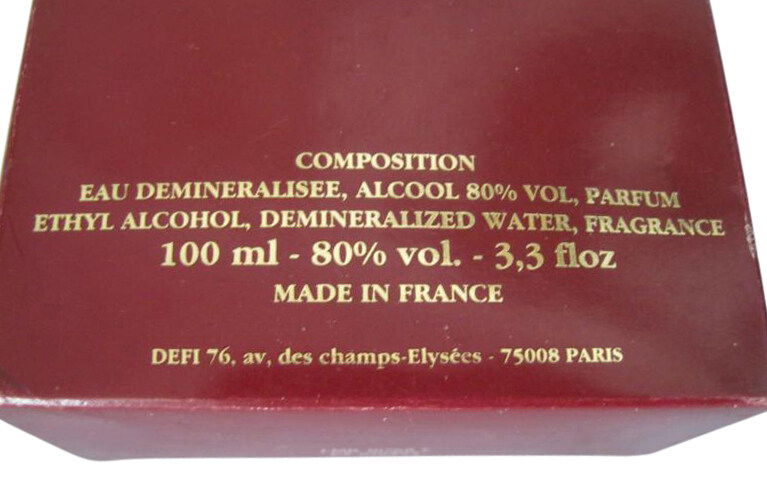 COMPOSITION
EAU DEMINERALISEE, ALCOOL 80% VOL, PARFUM
ETHYL ALCOHOL, DEMINERALIZED WATER, FRAGRANCE
100 ml - 80% vol. - 3,3 floz
MADE IN FRANCE
DEFI 76, av, des champs-Elysées - 75008 PARIS